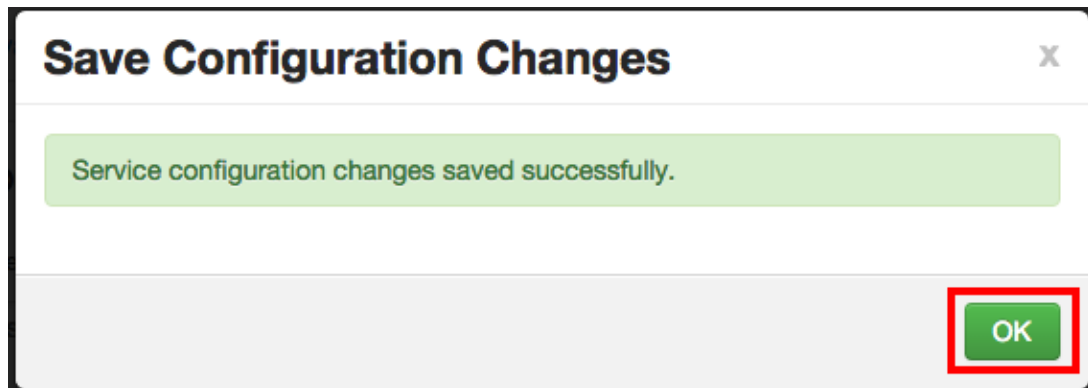 Save Configuration Changes
x
Service configuration changes saved successfully.
OK